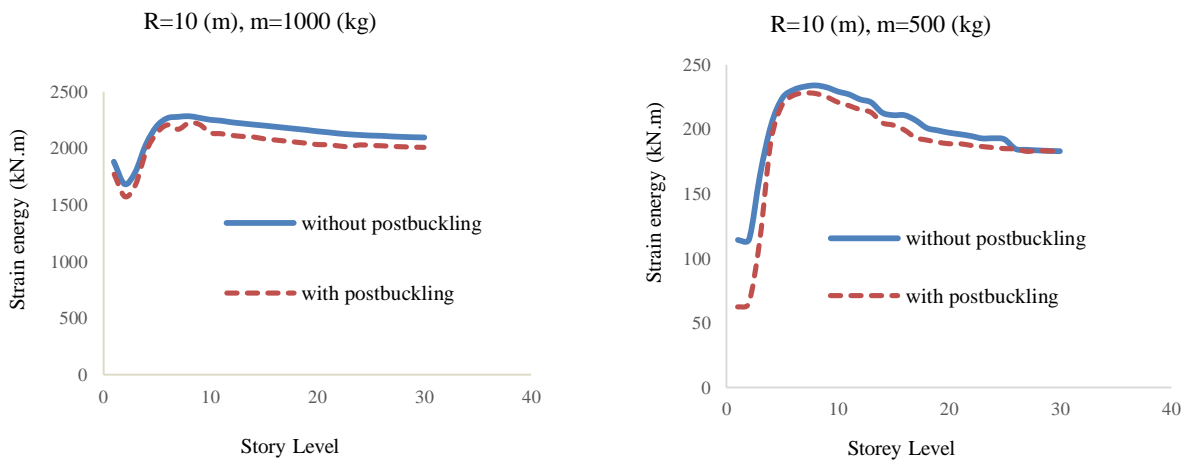 R=10 (m), m=1000 (kg)
Strain energy (kN.m)
2500
2000
1500
1000
500
0
without postbuckling
with postbuckling
0 10 20 30 40
Story Level
R=10 (m), m=500 (kg)
Strain energy (kN.m)
250
200
150
100
50
0
without postbuckling
with postbuckling
0 10 20 30 40
Storey Level